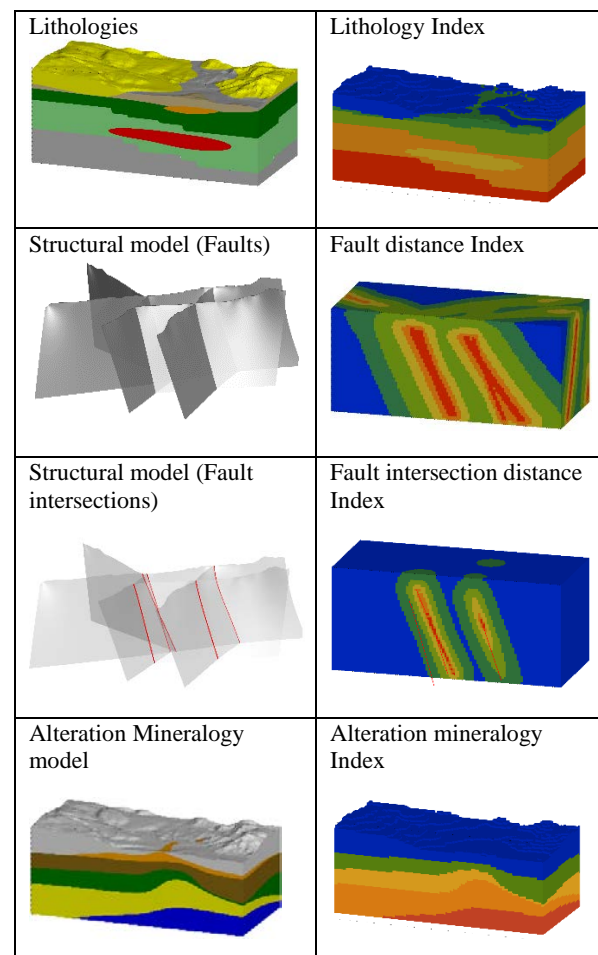 Lithologies
Lithology Index
Structural model (Faults)
Fault distance Index
Structural model (Fault
intersections)
Fault intersection distance
Index
Alteration Mineralogy
model
Alteration mineralogy
Index